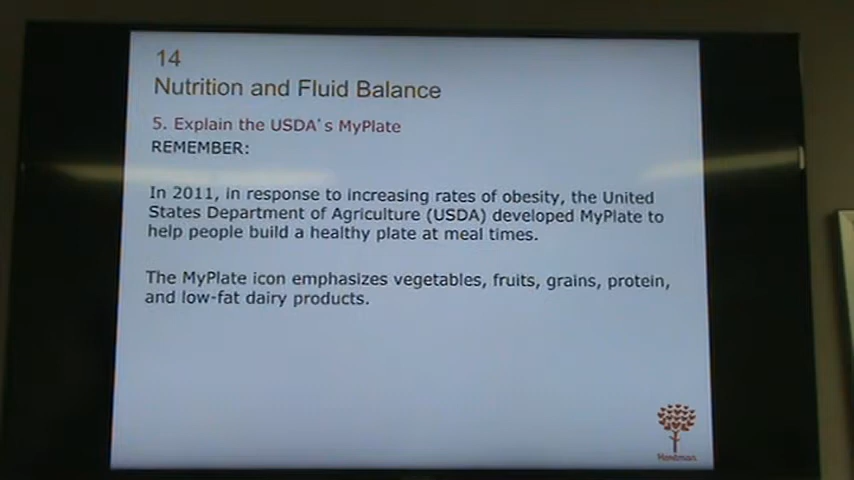 14
Nutrition and Fluid Balance
5. Explain the USDA's MyPlate
REMEMBER:
In 2011, in response to increasing rates of obesity, the United
States Department of Agriculture (USDA) developed MyPlate to
help people build a healthy plate at meal times.
The MyPlate icon emphasizes vegetables, fruits, grains, protein,
and low-fat dairy products.
Hartman